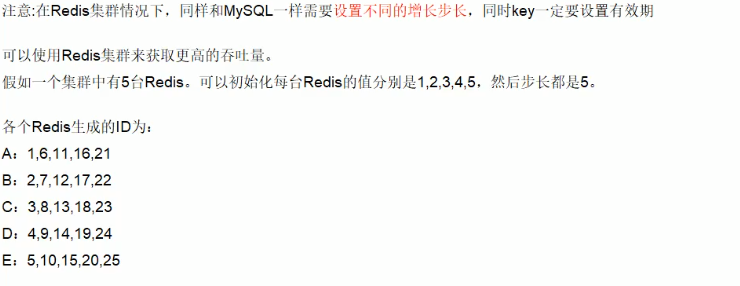 注意:在Redis集群情况下，同样和MySQL一样需要设置不同的增长步长，同时key一定要设置有效期
可以使用Redis集群来获取更高的吞吐量。
假如一个集群中有5台Redis。可以初始化每台Redis的值分别是1,2,3,4,5，然后步长都是5。
各个Redis生成的ID为：
A：1,6,11,16,21
B：2,7,12,17,22
C：3,8,13,18,23
D：4,9,14,19,24
E：5,10,15,20,25